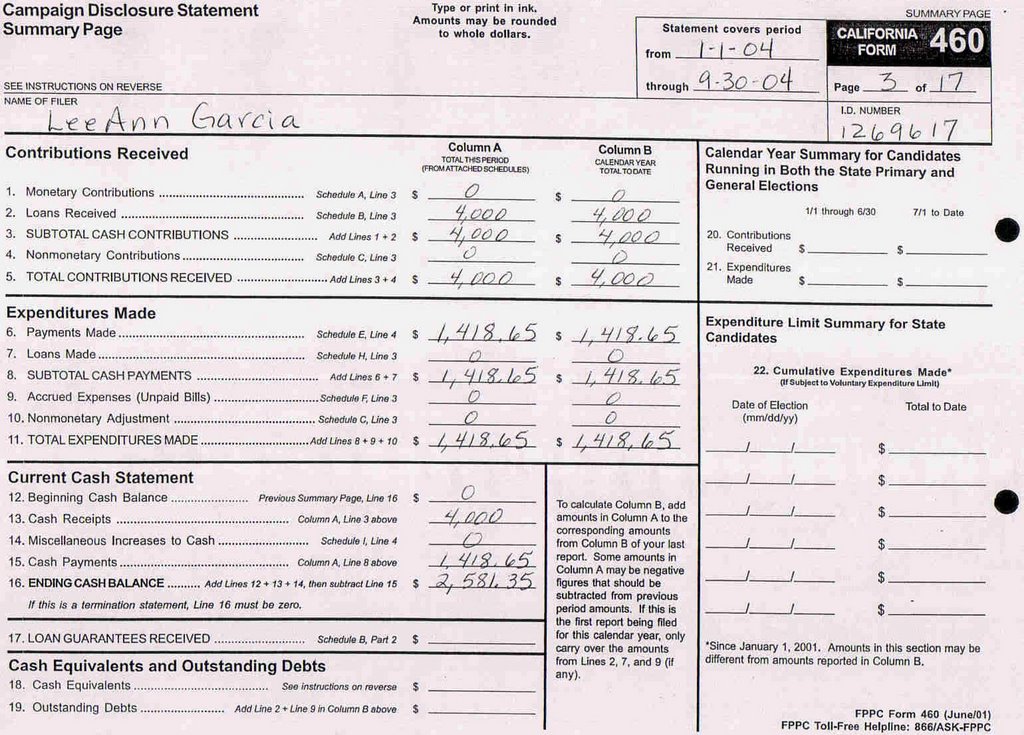 Campaign Disclosure Statement
Summary Page
Type or print in ink.
Amounts may be rounded
to whole dollars.
SUMMARY PAGE
Statement covers period
from 1-1-04
through 9-30-04
CALIFORNIA
FORM 460
Page 3 of 17
SEE INSTRUCTIONS ON REVERSE
NAME OF FILER
LeeAnn Garcia
I.D. NUMBER
1269617
Contributions Received
Column A
TOTAL THIS PERIOD
(FROM ATTACHED SCHEDULES)
Column B
CALENDAR YEAR
TOTAL TO DATE
1. Monetary Contributions ................ Schedule A, Line 3 $ 0 $ 0
2. Loans Received ................ Schedule B, Line 3 4,000 4,000
3. SUBTOTAL CASH CONTRIBUTIONS ................ Add Lines 1 + 2 $ 4,000 $ 4,000
4. Nonmonetary Contributions ................ Schedule C, Line 3 0 0
5. TOTAL CONTRIBUTIONS RECEIVED ................ Add Lines 3 + 4 $ 4,000 $ 4,000
Expenditures Made
6. Payments Made ................ Schedule E, Line 4 $ 1,418.65 $ 1,418.65
7. Loans Made ................ Schedule H, Line 3 0 0
8. SUBTOTAL CASH PAYMENTS ................ Add Lines 6 + 7 $ 1,418.65 $ 1,418.65
9. Accrued Expenses (Unpaid Bills) ................ Schedule F, Line 3 0 0
10. Nonmonetary Adjustment ................ Schedule C, Line 3 0 0
11. TOTAL EXPENDITURES MADE ................ Add Lines 8 + 9 + 10 $ 1,418.65 $ 1,418.65
Current Cash Statement
12. Beginning Cash Balance ................ Previous Summary Page, Line 16 $ 0
13. Cash Receipts ................ Column A, Line 3 above 4,000
14. Miscellaneous Increases to Cash ................ Schedule I, Line 4 0
15. Cash Payments ................ Column A, Line 8 above 1,418.65
16. ENDING CASH BALANCE .......... Add Lines 12 + 13 + 14, then subtract Line 15 $ 2,581.35
If this is a termination statement, Line 16 must be zero.
17. LOAN GUARANTEES RECEIVED ................ Schedule B, Part 2 $
Cash Equivalents and Outstanding Debts
18. Cash Equivalents ................ See instructions on reverse $
19. Outstanding Debts ................ Add Line 2 + Line 9 in Column B above $
To calculate Column B, add
amounts in Column A to the
corresponding amounts
from Column B of your last
report. Some amounts in
Column A may be negative
figures that should be
subtracted from previous
period amounts. If this is
the first report being filed
for this calendar year, only
carry over the amounts
from Lines 2, 7, and 9 (if
any).
Calendar Year Summary for Candidates
Running in Both the State Primary and
General Elections
1/1 through 6/30 7/1 to Date
20. Contributions
Received $ $
21. Expenditures
Made $ $
Expenditure Limit Summary for State
Candidates
22. Cumulative Expenditures Made*
(If Subject to Voluntary Expenditure Limit)
Date of Election Total to Date
(mm/dd/yy)
/ / $
/ / $
/ / $
/ / $
/ / $
/ / $
*Since January 1, 2001. Amounts in this section may be
different from amounts reported in Column B.
FPPC Form 460 (June/01)
FPPC Toll-Free Helpline: 866/ASK-FPPC